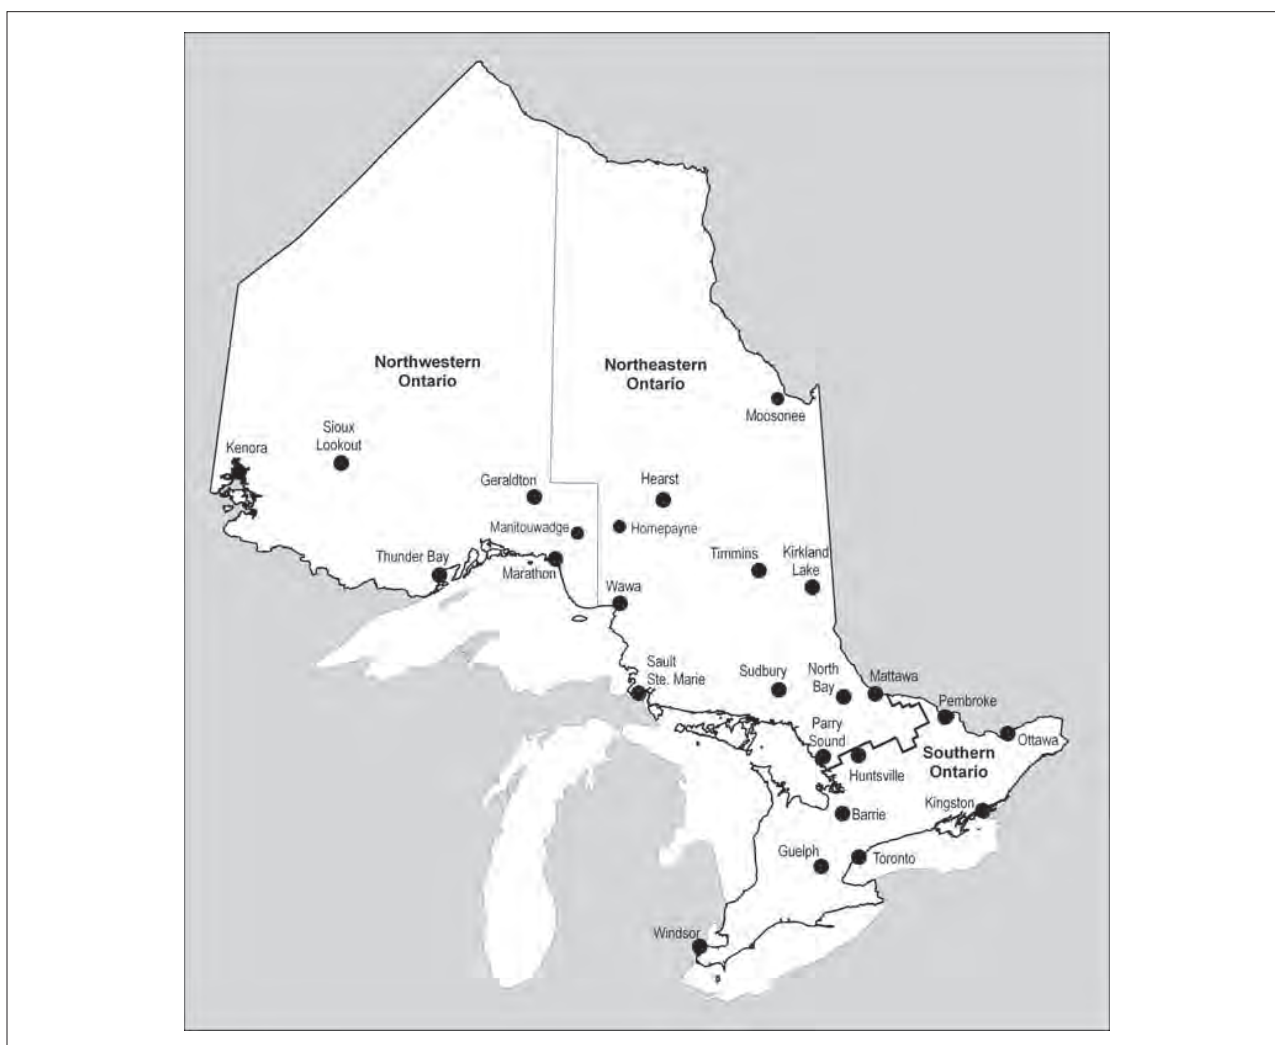 Northwestern
Ontario
Northeastern
Ontario
Moosonee
Sioux
Lookout
Kenora
Geraldton
Hearst
Manitouwadge
Homepayne
Thunder Bay
Marathon
Timmins
Kirkland
Lake
Wawa
Sault
Ste. Marie
Sudbury
North
Bay
Mattawa
Pembroke
Parry
Sound
Ottawa
Southern
Ontario
Huntsville
Kingston
Barrie
Guelph
Toronto
Windsor